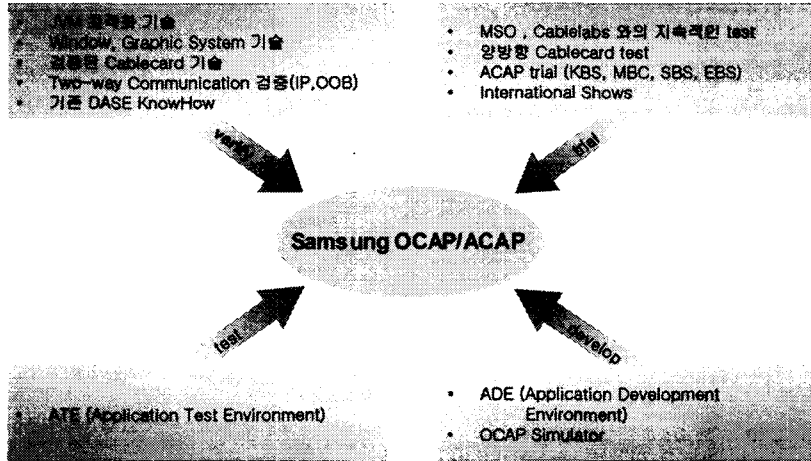 JVM 최적화 기술
Window, Graphic System 기술
검증된 Cablecard 기술
Two-way Communication 검증(IP,OOB)
기존 DASE KnowHow
MSO , Cablelabs 와의 지속적인 test
양방향 Cablecard test
ACAP trial (KBS, MBC, SBS, EBS)
International Shows
verify
trial
Samsung OCAP/ACAP
test
develop
ATE (Application Test Environment)
ADE (Application Development
Environment)
OCAP Simulator